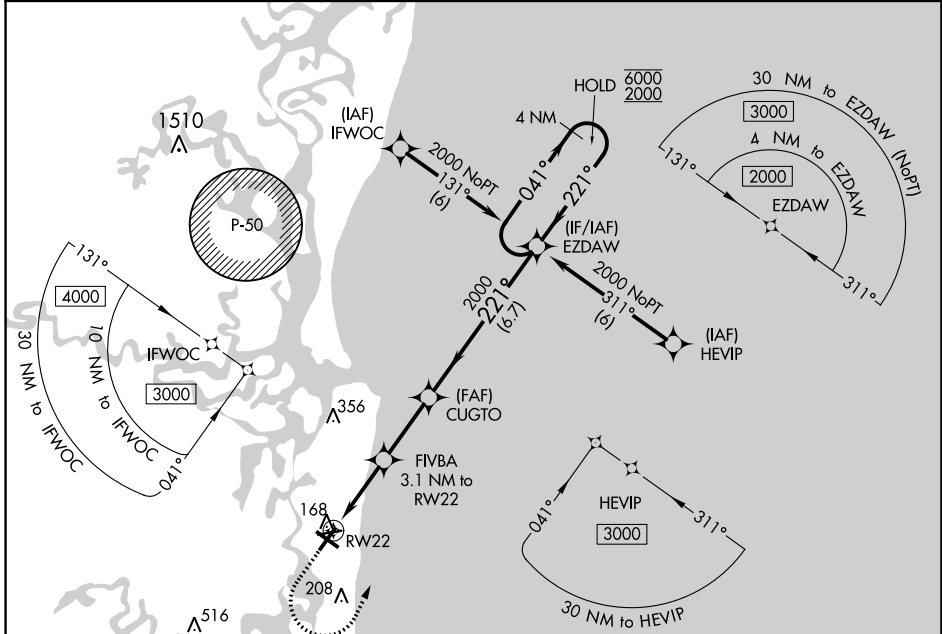 1510
P-50
(IAF)
IFWOC
2000 NoPT
131°
(6)
HOLD
6000
2000
4 NM
041°
221°
(IF/IAF)
EZDAW
2000 NoPT
311°
(6)
(IAF)
HEVIP
2000
221°
(6.7)
(FAF)
CUGTO
FIVBA
3.1 NM to
RW22
356
168
RW22
208
516
30 NM to EZDAW (NoPT)
3000
4 NM to EZDAW
2000
EZDAW
131°
311°
131°
4000
IFWOC
3000
10 NM to IFWOC
30 NM to IFWOC
041°
HEVIP
3000
041°
311°
30 NM to HEVIP